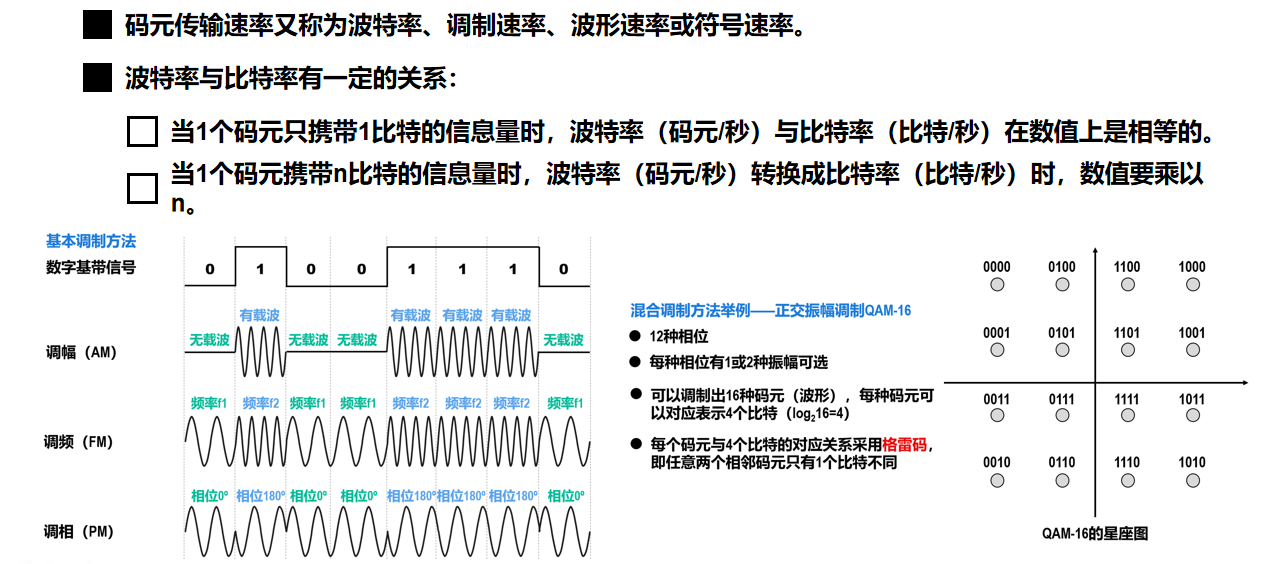 码元传输速率又称为波特率、调制速率、波形速率或符号速率。
波特率与比特率有一定的关系：
当1个码元只携带1比特的信息量时，波特率（码元/秒）与比特率（比特/秒）在数值上是相等的。
当1个码元携带n比特的信息量时，波特率（码元/秒）转换成比特率（比特/秒）时，数值要乘以
n。
基本调制方法
数字基带信号
0 1 0 0 1 1 1 0
调幅（AM）
无载波 有载波 无载波 无载波 有载波 有载波 有载波 无载波
调频（FM）
频率f1 频率f2 频率f1 频率f1 频率f2 频率f2 频率f2 频率f1
调相（PM）
相位0° 相位180° 相位0° 相位0° 相位180° 相位180° 相位180° 相位0°
混合调制方法举例——正交振幅调制QAM-16
12种相位
每种相位有1或2种振幅可选
可以调制出16种码元（波形），每种码元可
以对应表示4个比特（log₂16=4）
每个码元与4个比特的对应关系采用格雷码，
即任意两个相邻码元只有1个比特不同
0000 0100 1100 1000
0001 0101 1101 1001
0011 0111 1111 1011
0010 0110 1110 1010
QAM-16的星座图